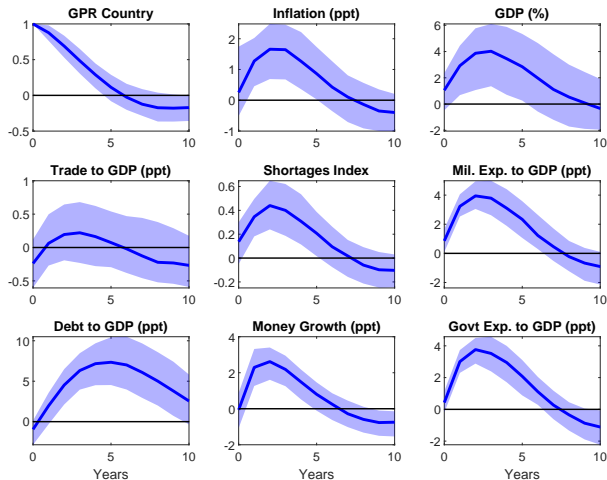 GPR Country
1
0.5
0
-0.5
0 5 10
Inflation (ppt)
2
1
0
-1
0 5 10
GDP (%)
6
4
2
0
-2
0 5 10
Trade to GDP (ppt)
1
0.5
0
-0.5
0 5 10
Shortages Index
0.6
0.4
0.2
0
-0.2
0 5 10
Mil. Exp. to GDP (ppt)
4
2
0
-2
0 5 10
Debt to GDP (ppt)
10
5
0
0 5 10
Years
Money Growth (ppt)
4
2
0
-2
0 5 10
Years
Govt Exp. to GDP (ppt)
4
2
0
-2
0 5 10
Years